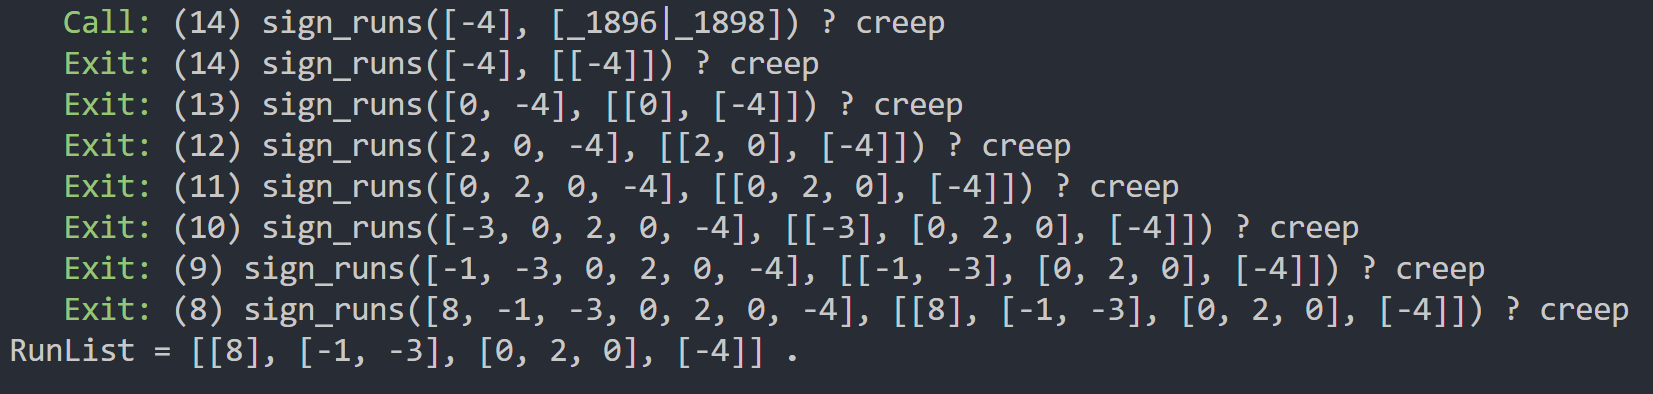 Call: (14) sign_runs([-4], [_1896|_1898]) ? creep
Exit: (14) sign_runs([-4], [[-4]]) ? creep
Exit: (13) sign_runs([0, -4], [[0], [-4]]) ? creep
Exit: (12) sign_runs([2, 0, -4], [[2, 0], [-4]]) ? creep
Exit: (11) sign_runs([0, 2, 0, -4], [[0, 2, 0], [-4]]) ? creep
Exit: (10) sign_runs([-3, 0, 2, 0, -4], [[-3], [0, 2, 0], [-4]]) ? creep
Exit: (9) sign_runs([-1, -3, 0, 2, 0, -4], [[-1, -3], [0, 2, 0], [-4]]) ? creep
Exit: (8) sign_runs([8, -1, -3, 0, 2, 0, -4], [[8], [-1, -3], [0, 2, 0], [-4]]) ? creep
RunList = [[8], [-1, -3], [0, 2, 0], [-4]] .